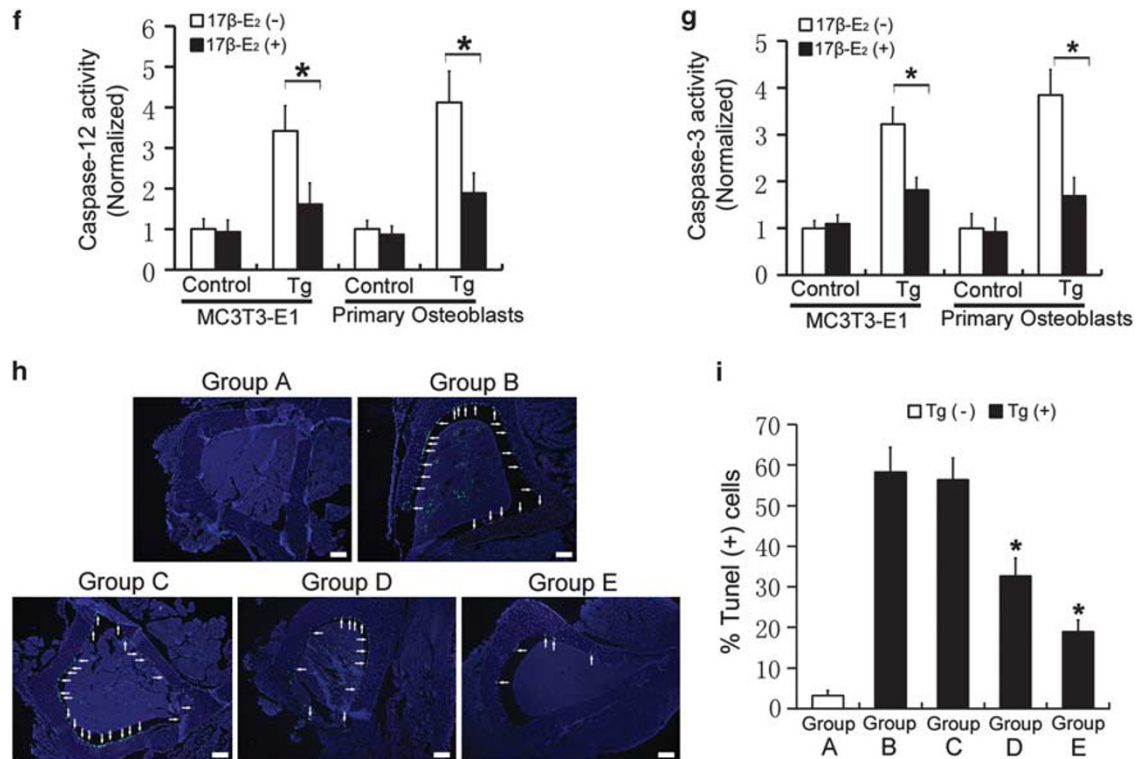 f
17β-E₂ (-)
17β-E₂ (+)
Caspase-12 activity
(Normalized)
6
5
4
3
2
1
0
*
*
Control Tg Control Tg
MC3T3-E1 Primary Osteoblasts
g
17β-E₂ (-)
17β-E₂ (+)
Caspase-3 activity
(Normalized)
5
4
3
2
1
0
*
*
Control Tg Control Tg
MC3T3-E1 Primary Osteoblasts
h
Group A Group B
Group C Group D Group E
i
Tg (-) Tg (+)
% Tunel (+) cells
70
60
50
40
30
20
10
0
*
*
Group Group Group Group Group
A B C D E